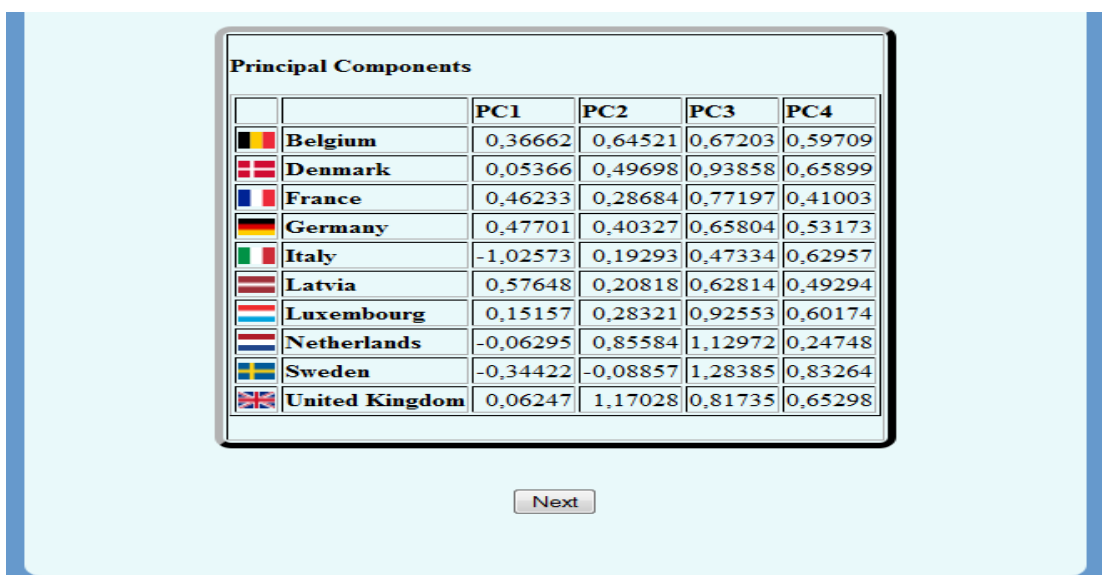 Principal Components
PC1 PC2 PC3 PC4
Belgium 0,36662 0,64521 0,67203 0,59709
Denmark 0,05366 0,49698 0,93858 0,65899
France 0,46233 0,28684 0,77197 0,41003
Germany 0,47701 0,40327 0,65804 0,53173
Italy -1,02573 0,19293 0,47334 0,62957
Latvia 0,57648 0,20818 0,62814 0,49294
Luxembourg 0,15157 0,28321 0,92553 0,60174
Netherlands -0,06295 0,85584 1,12972 0,24748
Sweden -0,34422 -0,08857 1,28385 0,83264
United Kingdom 0,06247 1,17028 0,81735 0,65298
Next